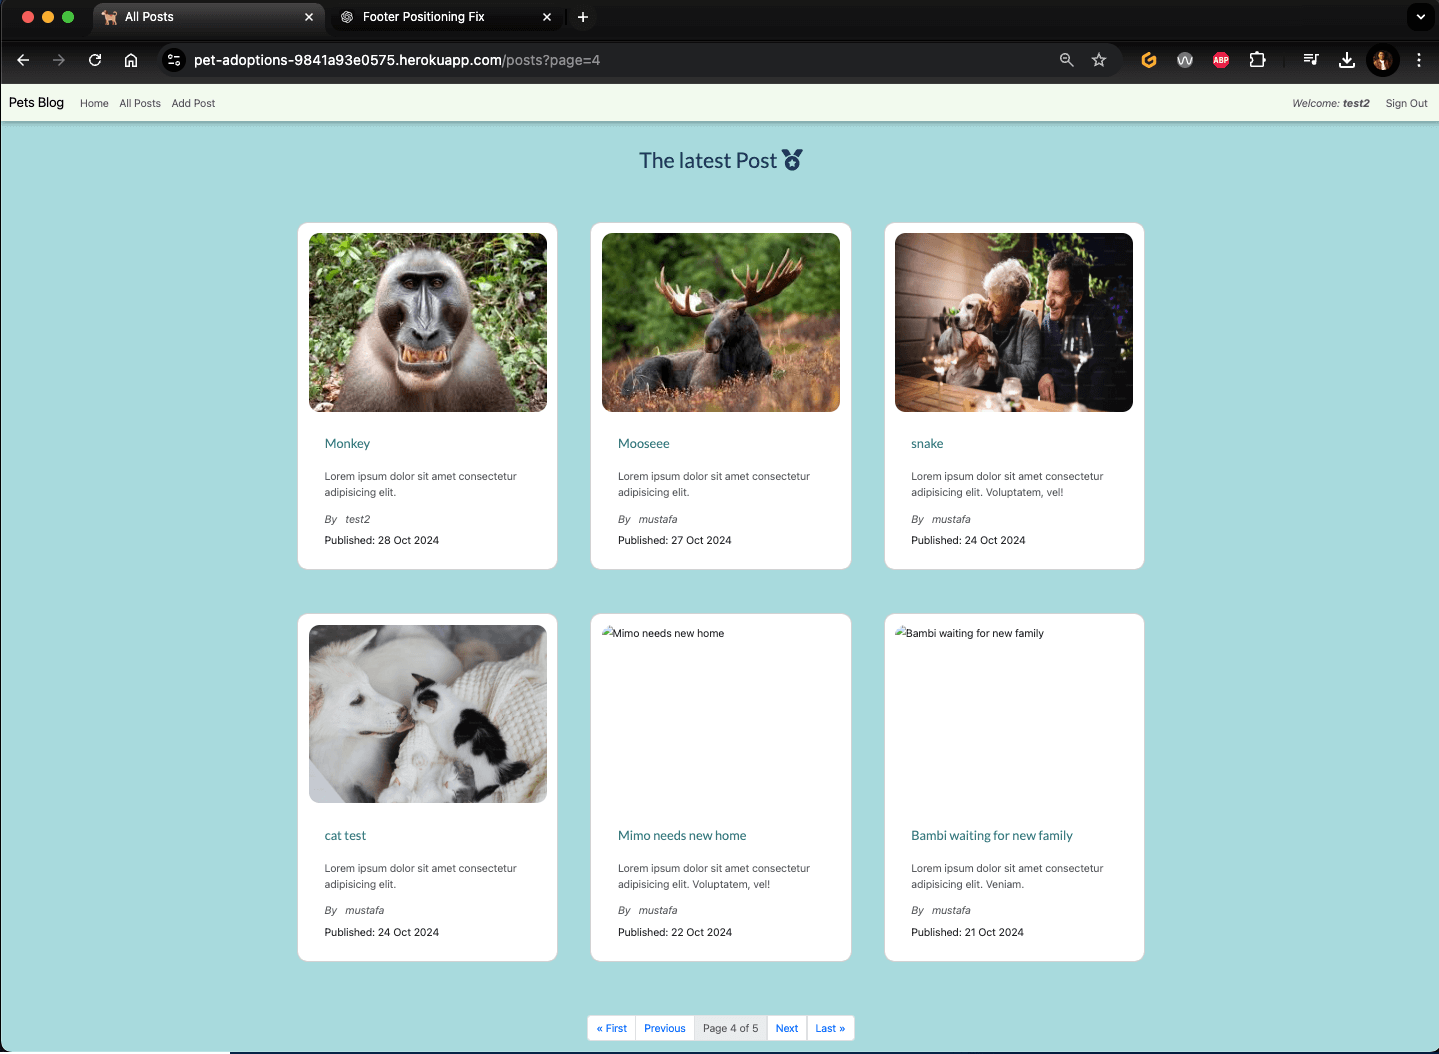 All Posts
Footer Positioning Fix
pet-adoptions-9841a93e0575.herokuapp.com/posts?page=4
ABP
Pets Blog Home All Posts Add Post Welcome: test2 Sign Out
The latest Post
Monkey
Lorem ipsum dolor sit amet consectetur
adipisicing elit.
By test2
Published: 28 Oct 2024
Mooseee
Lorem ipsum dolor sit amet consectetur
adipisicing elit.
By mustafa
Published: 27 Oct 2024
snake
Lorem ipsum dolor sit amet consectetur
adipisicing elit. Voluptatem, vel!
By mustafa
Published: 24 Oct 2024
cat test
Lorem ipsum dolor sit amet consectetur
adipisicing elit.
By mustafa
Published: 24 Oct 2024
Mimo needs new home
Mimo needs new home
Lorem ipsum dolor sit amet consectetur
adipisicing elit. Voluptatem, vel!
By mustafa
Published: 22 Oct 2024
Bambi waiting for new family
Bambi waiting for new family
Lorem ipsum dolor sit amet consectetur
adipisicing elit. Veniam.
By mustafa
Published: 21 Oct 2024
« First Previous Page 4 of 5 Next Last »